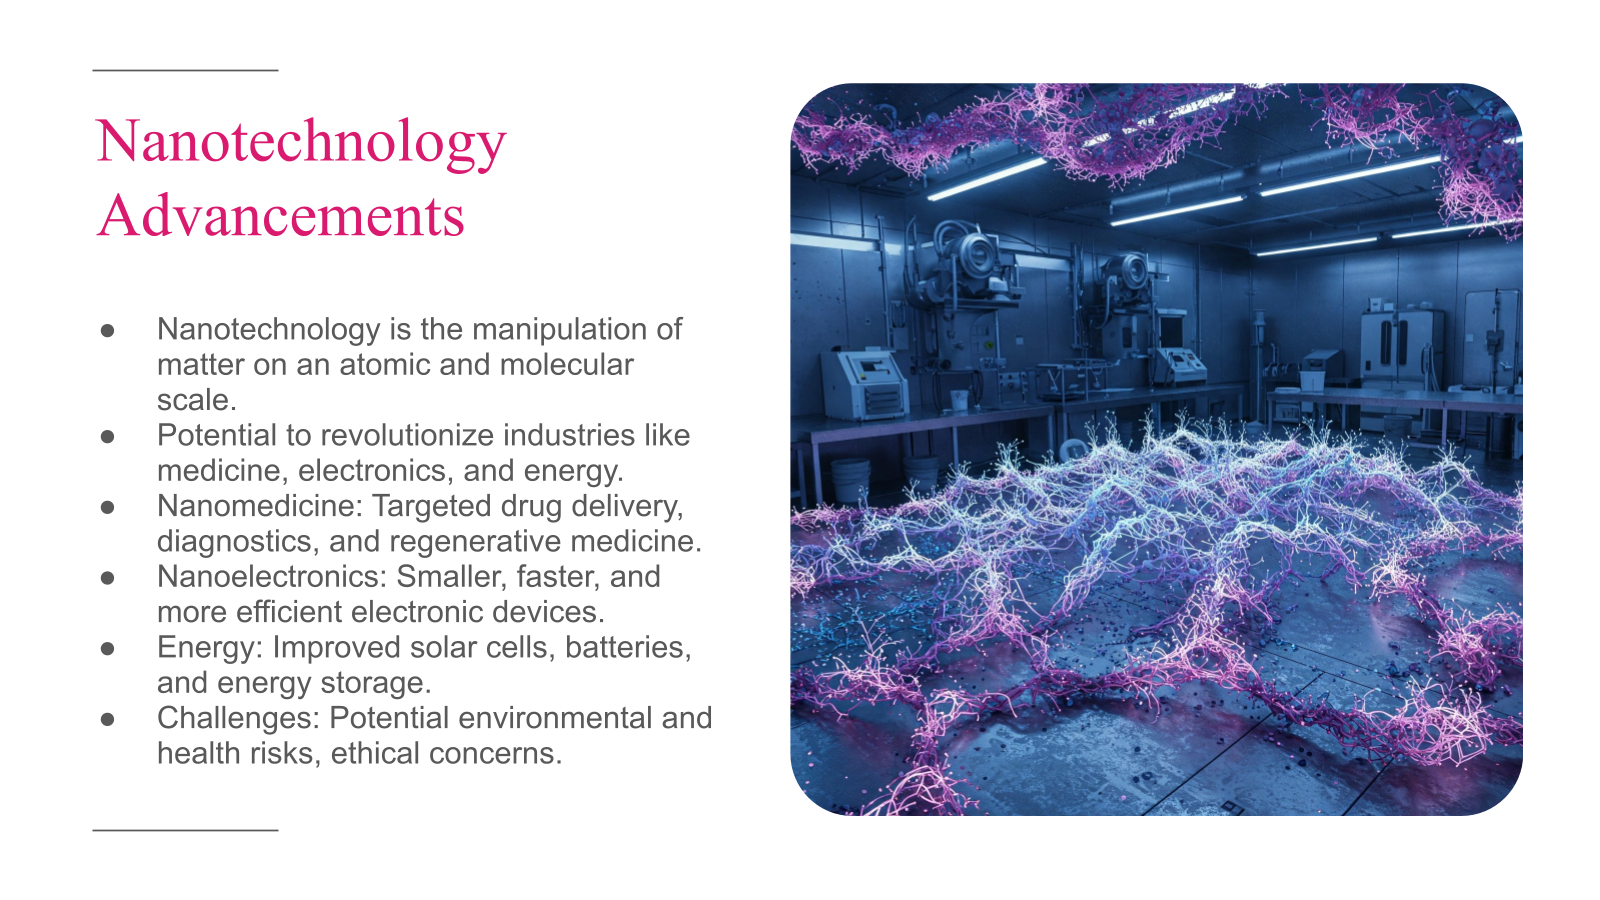 Nanotechnology
Advancements
● Nanotechnology is the manipulation of
matter on an atomic and molecular
scale.
● Potential to revolutionize industries like
medicine, electronics, and energy.
● Nanomedicine: Targeted drug delivery,
diagnostics, and regenerative medicine.
● Nanoelectronics: Smaller, faster, and
more efficient electronic devices.
● Energy: Improved solar cells, batteries,
and energy storage.
● Challenges: Potential environmental and
health risks, ethical concerns.